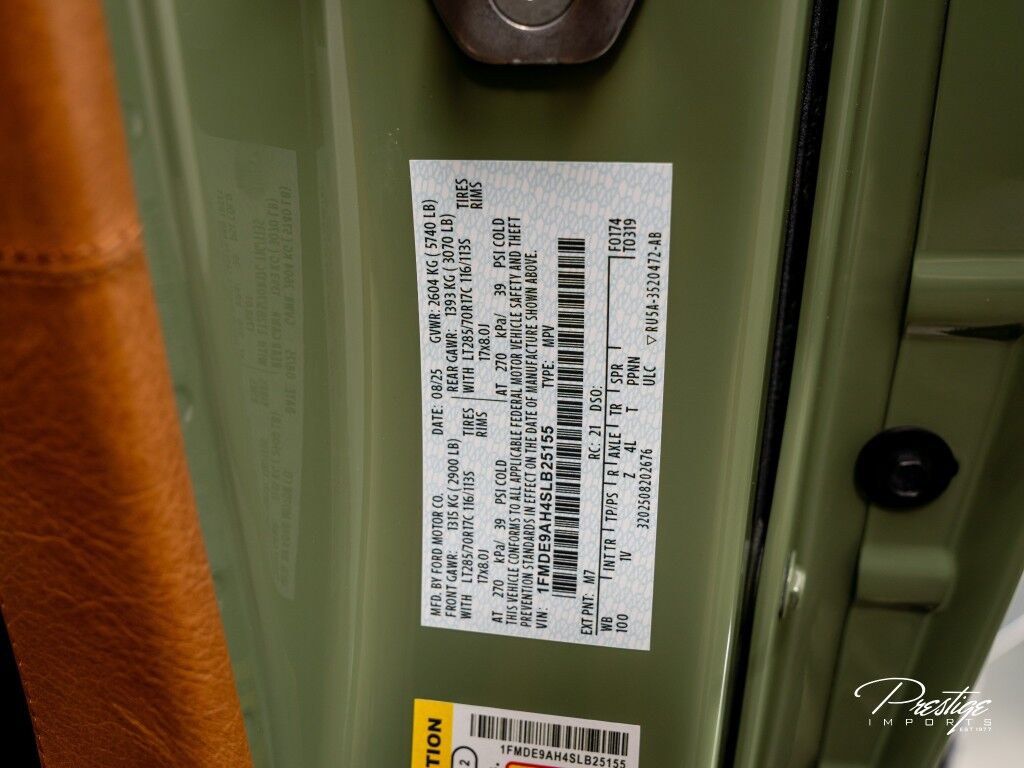 MFD. BY FORD MOTOR CO.
DATE: 08/25 GVWR: 2604 KG ( 5740 LB)
FRONT GAWR: 1315 KG ( 2900 LB) REAR GAWR: 1393 KG ( 3070 LB)
WITH LT285/70R17C 116/113S TIRES WITH LT285/70R17C 116/113S TIRES
17x8.0J RIMS 17x8.0J RIMS
AT 270 kPa/ 39 PSI COLD AT 270 kPa/ 39 PSI COLD
THIS VEHICLE CONFORMS TO ALL APPLICABLE FEDERAL MOTOR VEHICLE SAFETY AND THEFT
PREVENTION STANDARDS IN EFFECT ON THE DATE OF MANUFACTURE SHOWN ABOVE.
VIN: 1FMDE9AH4SLB25155 TYPE: MPV
EXT PNT: M7 RC: 21 DSO:
WB INT TR TP/PS R AXLE TR SPR F0174
100 1V Z 4L T PPNN T0319
3202508202676 ULC ▽ RU5A-3520472-AB
1FMDE9AH4SLB25155
2
Prestige
IMPORTS
EST 1977